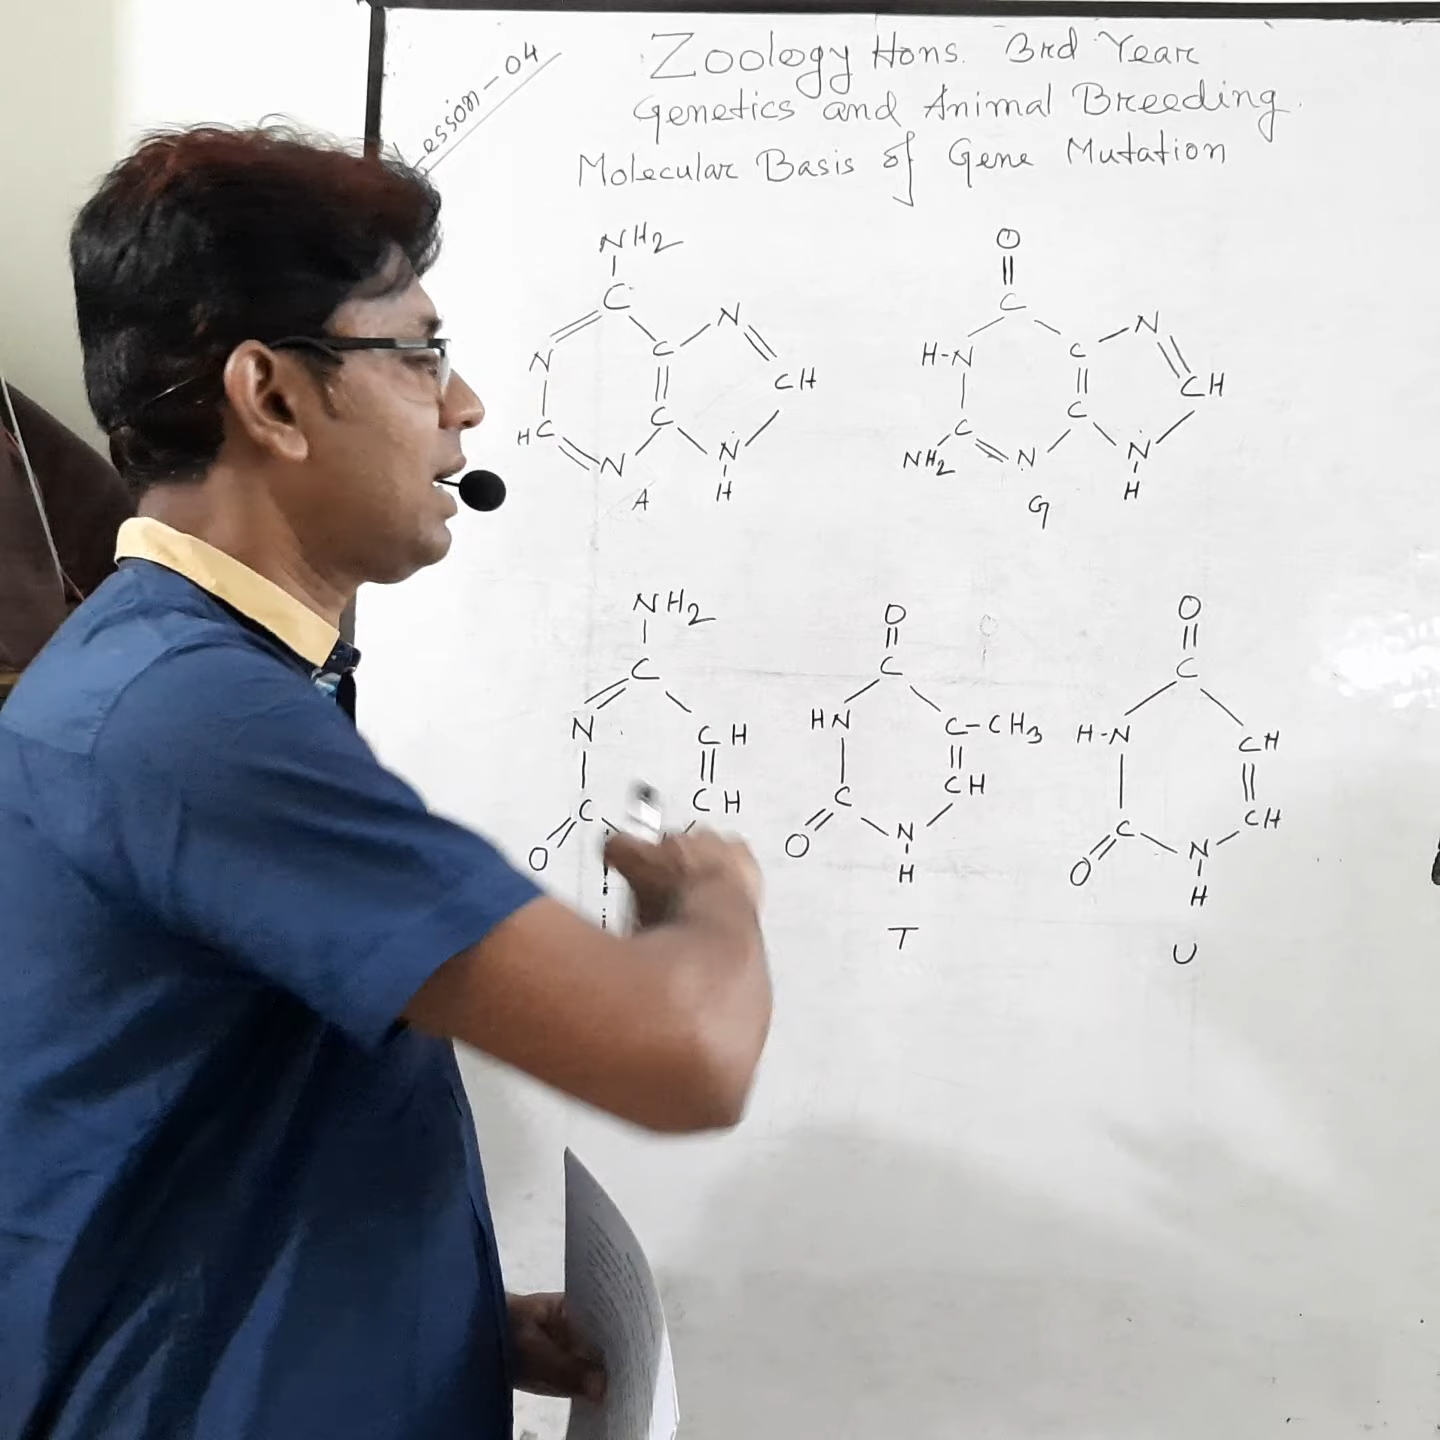 Lesson-04
Zoology Hons. 3rd Year
Genetics and Animal Breeding.
Molecular Basis of Gene Mutation
NH2
C
N
C
N
CH
HC
N
C
N
H
A
O
C
H-N
C
N
CH
NH2
C
N
C
N
H
G
NH2
C
N
CH
CH
C
O
O
C
HN
C-CH3
CH
C
O
N
H
T
O
C
H-N
CH
CH
C
O
N
H
U